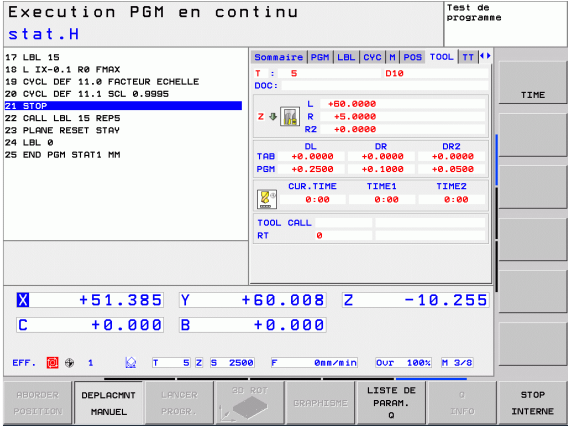 Execution PGM en continu
Test de
programme
stat.H
17 LBL 15
18 L IX-0.1 R0 FMAX
19 CYCL DEF 11.0 FACTEUR ECHELLE
20 CYCL DEF 11.1 SCL 0.9995
21 STOP
22 CALL LBL 15 REP5
23 PLANE RESET STAY
24 LBL 0
25 END PGM STAT1 MM
Sommaire PGM LBL CYC M POS TOOL TT
T : 5 D10
DOC:
L +60.0000
Z R +5.0000
R2 +0.0000
DL DR DR2
TAB +0.0000 +0.0000 +0.0000
PGM +0.2500 +0.1000 +0.0500
CUR.TIME TIME1 TIME2
0:00 0:00 0:00
TOOL CALL
RT 0
TIME
X +51.385 Y +60.008 Z -10.255
C +0.000 B +0.000
EFF. 1 T 5 Z S 2500 F 0mm/min Ovr 100% M 3/8
ABORDER
POSITION
DEPLACMNT
MANUEL
LANCER
PROGR.
3D ROT
GRAPHISME
LISTE DE
PARAM.
Q
Q
INFO
STOP
INTERNE